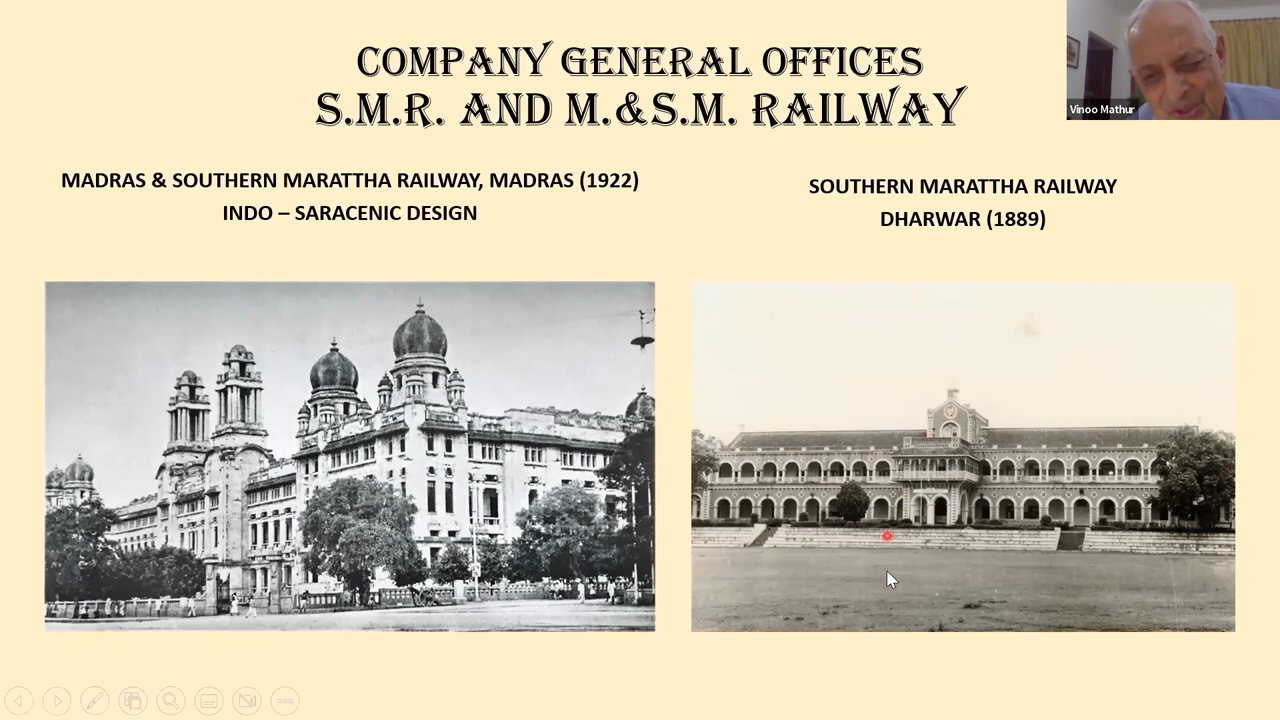 COMPANY GENERAL OFFICES
S.M.R. AND M.&S.M. RAILWAY
Vinoo Mathur
MADRAS & SOUTHERN MARATTHA RAILWAY, MADRAS (1922)
INDO – SARACENIC DESIGN
SOUTHERN MARATTHA RAILWAY
DHARWAR (1889)